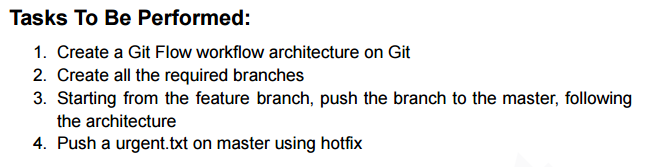 Tasks To Be Performed:
1. Create a Git Flow workflow architecture on Git
2. Create all the required branches
3. Starting from the feature branch, push the branch to the master, following
the architecture
4. Push a urgent.txt on master using hotfix